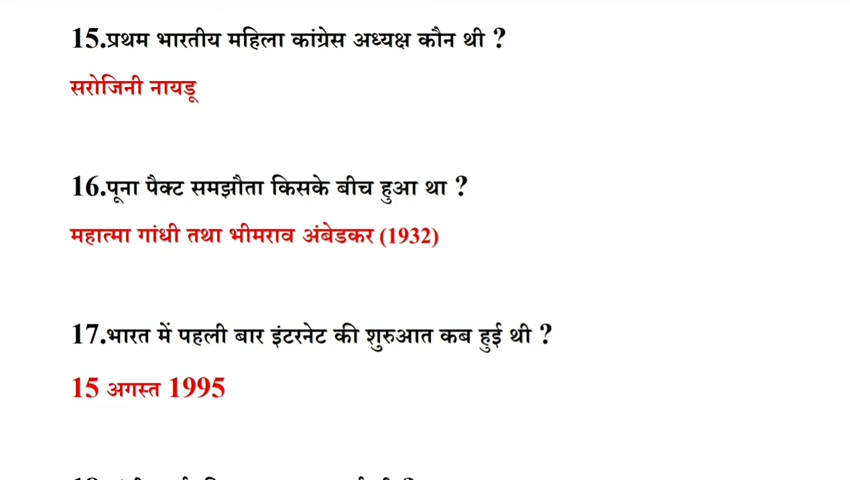 15.प्रथम भारतीय महिला कांग्रेस अध्यक्ष कौन थी ?
सरोजिनी नायडू
16.पूना पैक्ट समझौता किसके बीच हुआ था ?
महात्मा गांधी तथा भीमराव अंबेडकर (1932)
17.भारत में पहली बार इंटरनेट की शुरुआत कब हुई थी ?
15 अगस्त 1995